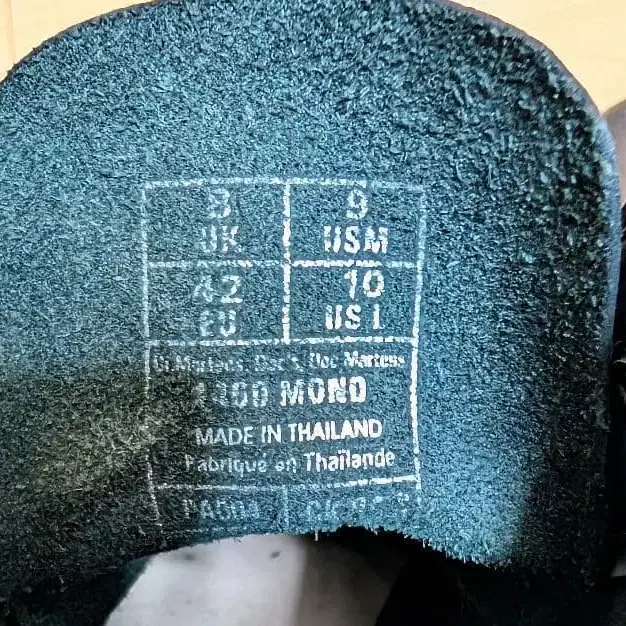 8 9
UK USM
42 10
EU US
Dr. Martens, Doc's, Doc Martens
1460 MONO
MADE IN THAILAND
Fabriqué en Thaïlande